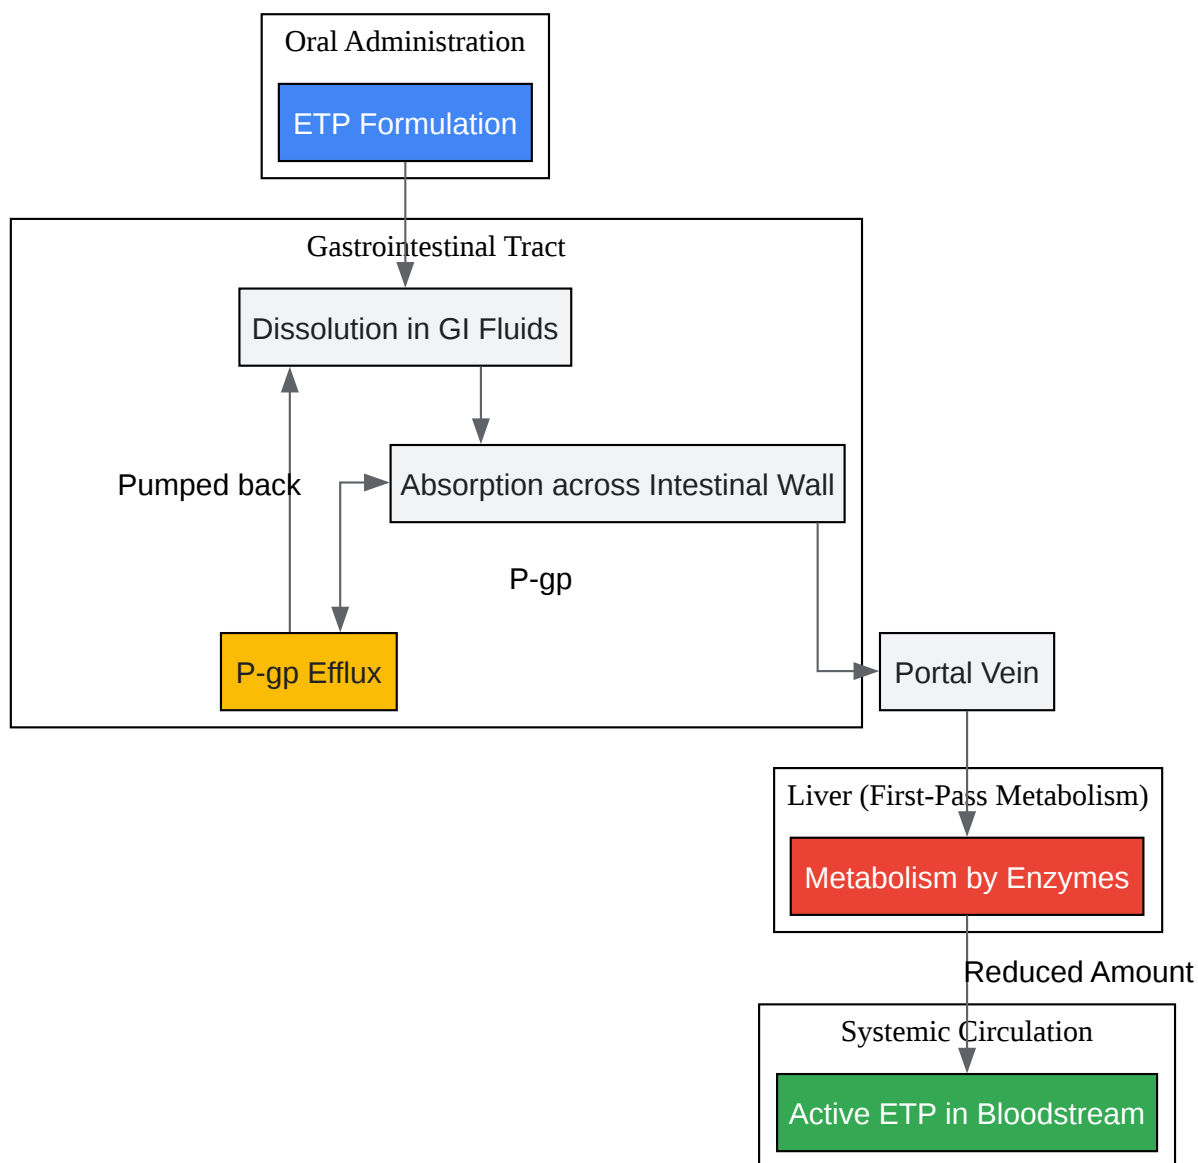 Oral Administration
ETP Formulation
Gastrointestinal Tract
Dissolution in GI Fluids
Pumped back
Absorption across Intestinal Wall
P-gp
P-gp Efflux
Portal Vein
Liver (First-Pass Metabolism)
Metabolism by Enzymes
Reduced Amount
Systemic Circulation
Active ETP in Bloodstream